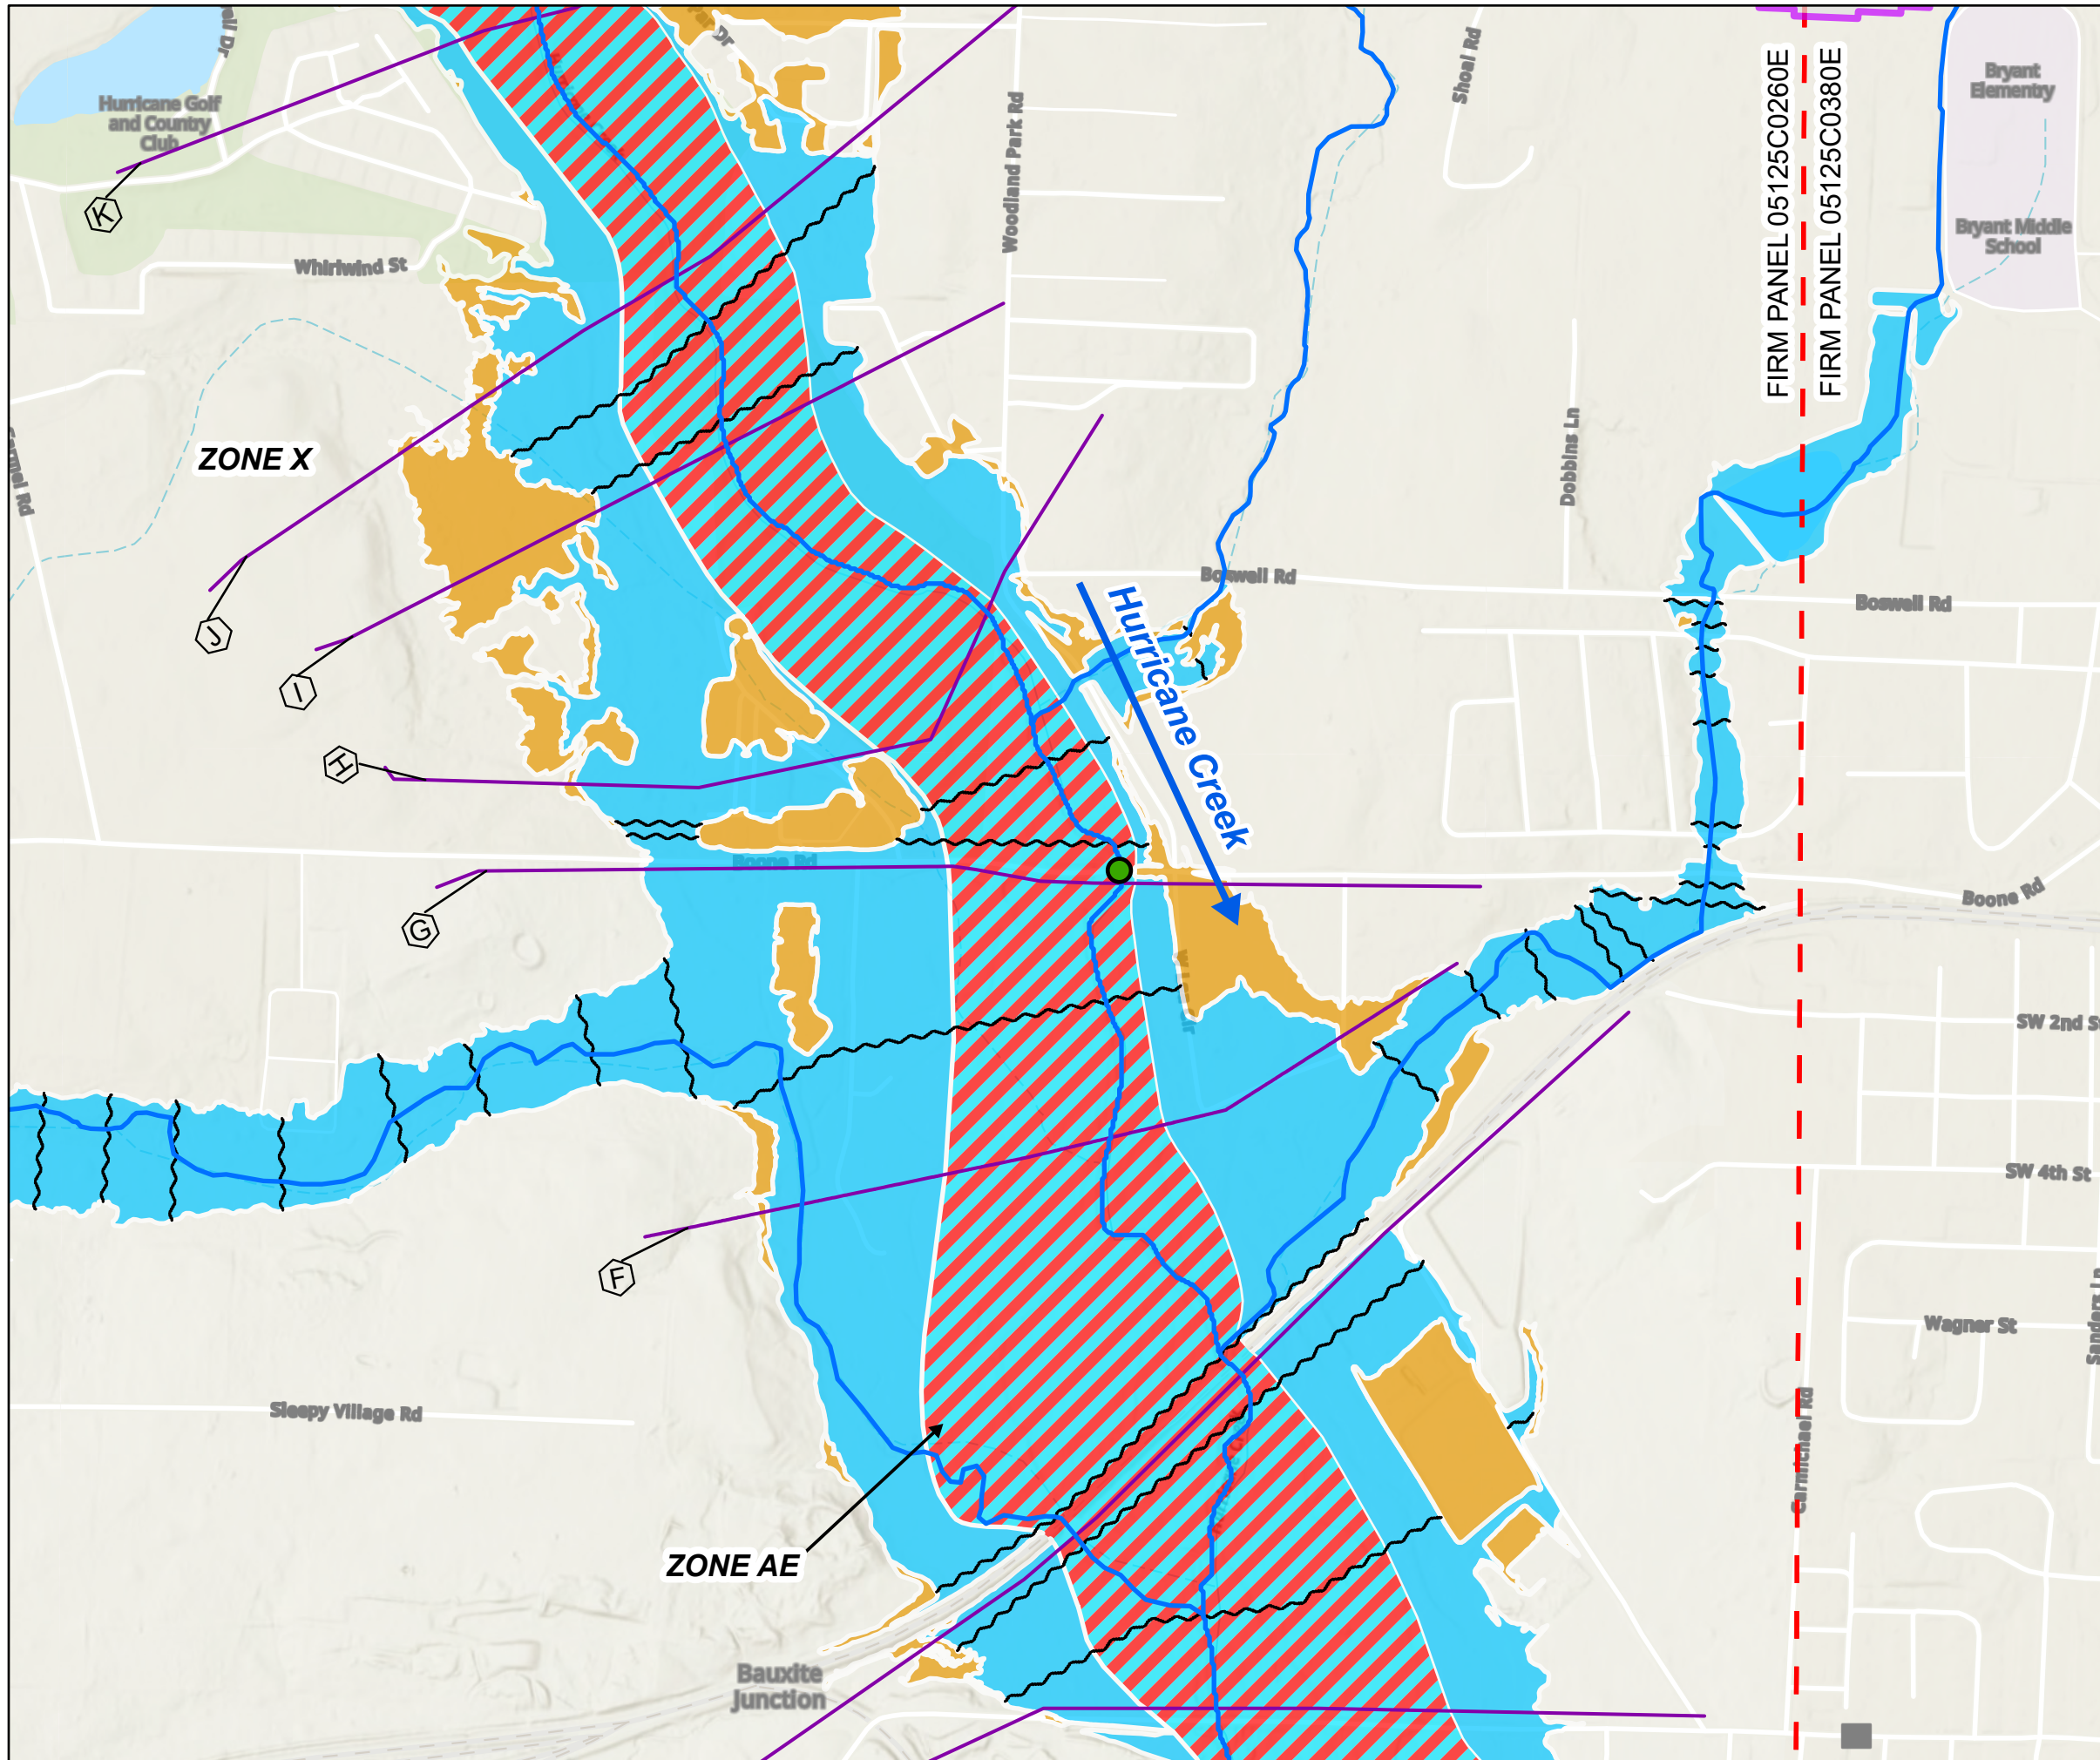 Hurricane Golf
and Country
Club
Whirlwind St
K
J
I
H
G
F
ZONE X
Woodland Park Rd
Shoal Rd
Dobbins Ln
FIRM PANEL 05125C0260E
FIRM PANEL 05125C0380E
Bryant
Elementry
Bryant Middle
School
Boswell Rd
Boswell Rd
Hurricane Creek
Boone Rd
Boone Rd
SW 2nd S
SW 4th St
Wagner St
Sanders Ln
Carmichael Rd
Sleepy Village Rd
ZONE AE
Bauxite
Junction